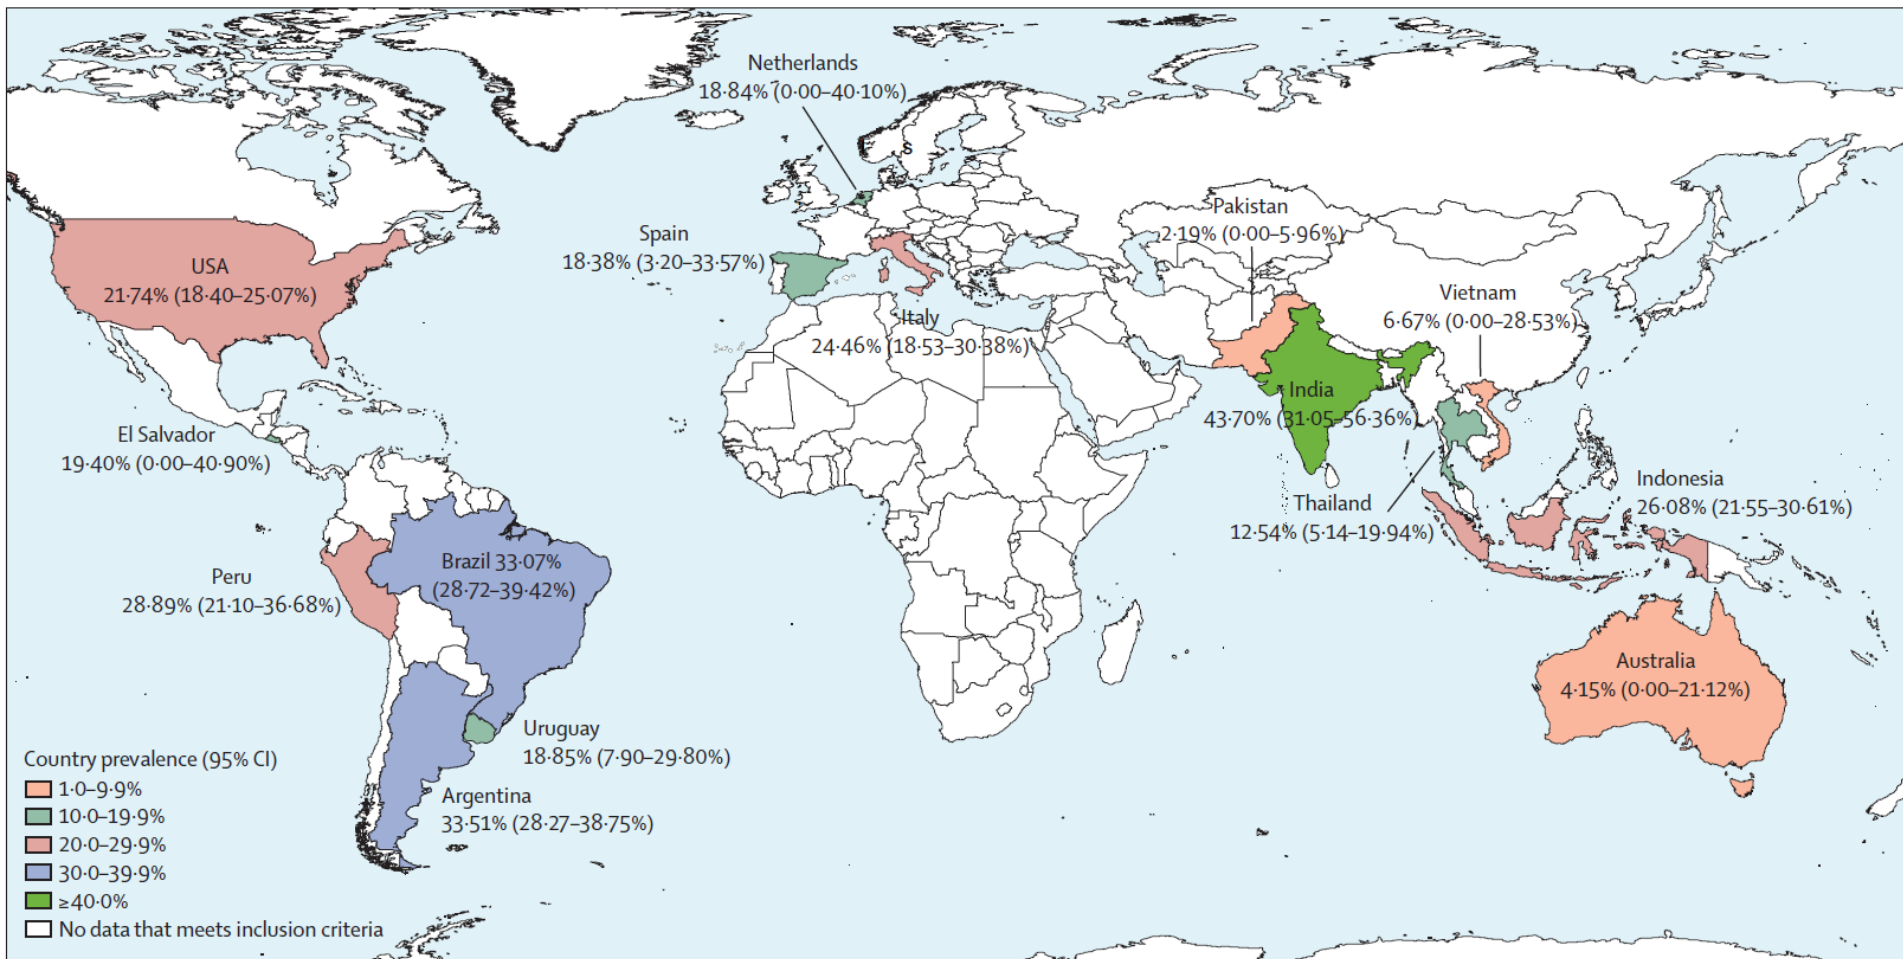 Netherlands
18·84% (0·00–40·10%)
s
Pakistan
2·19% (0·00–5·96%)
Spain
18·38% (3·20–33·57%)
USA
21·74% (18·40–25·07%)
Vietnam
6·67% (0·00–28·53%)
Italy
24·46% (18·53–30·38%)
India
43·70% (31·05–56·36%)
El Salvador
19·40% (0·00–40·90%)
Indonesia
26·08% (21·55–30·61%)
Thailand
12·54% (5·14–19·94%)
Brazil 33·07%
(28·72–39·42%)
Peru
28·89% (21·10–36·68%)
Australia
4·15% (0·00–21·12%)
Uruguay
18·85% (7·90–29·80%)
Argentina
33·51% (28·27–38·75%)
Country prevalence (95% CI)
1·0–9·9%
10·0–19·9%
20·0–29·9%
30·0–39·9%
≥40·0%
No data that meets inclusion criteria